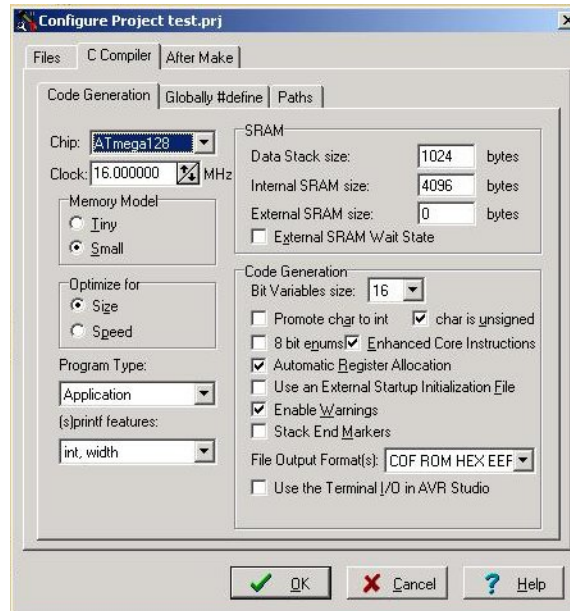 Configure Project test.prj
Files C Compiler After Make
Code Generation Globally #define Paths
Chip: ATmega128
Clock: 16.000000 MHz
Memory Model
Tiny
Small
Optimize for
Size
Speed
Program Type:
Application
(s)printf features:
int, width
SRAM
Data Stack size: 1024 bytes
Internal SRAM size: 4096 bytes
External SRAM size: 0 bytes
External SRAM Wait State
Code Generation
Bit Variables size: 16
Promote char to int char is unsigned
8 bit enums Enhanced Core Instructions
Automatic Register Allocation
Use an External Startup Initialization File
Enable Warnings
Stack End Markers
File Output Format(s): COF ROM HEX EEP
Use the Terminal I/O in AVR Studio
OK Cancel Help